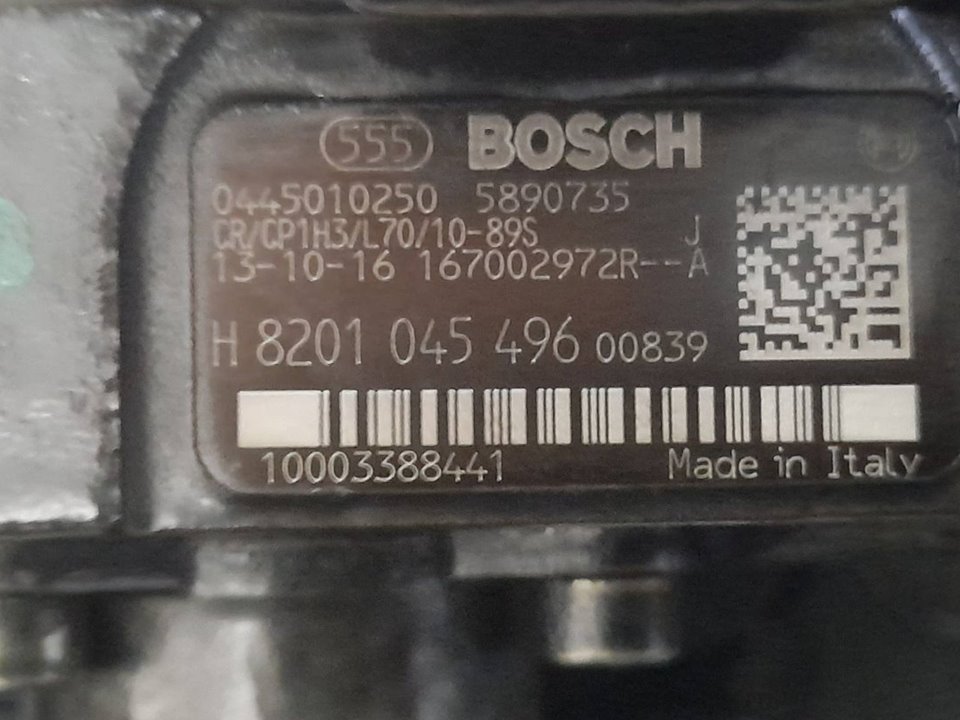 555 BOSCH
0445010250 5890735
CR/CP1H3/L70/10-89S J
13-10-16 167002972R--A
H 8201 045 496 00839
10003388441 Made in Italy